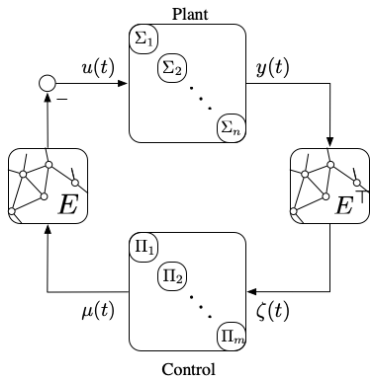 Plant
Σ₁
u(t)
Σ₂
y(t)
−
Σₙ
E
E⊤
Π₁
Π₂
μ(t)
ζ(t)
Πₘ
Control